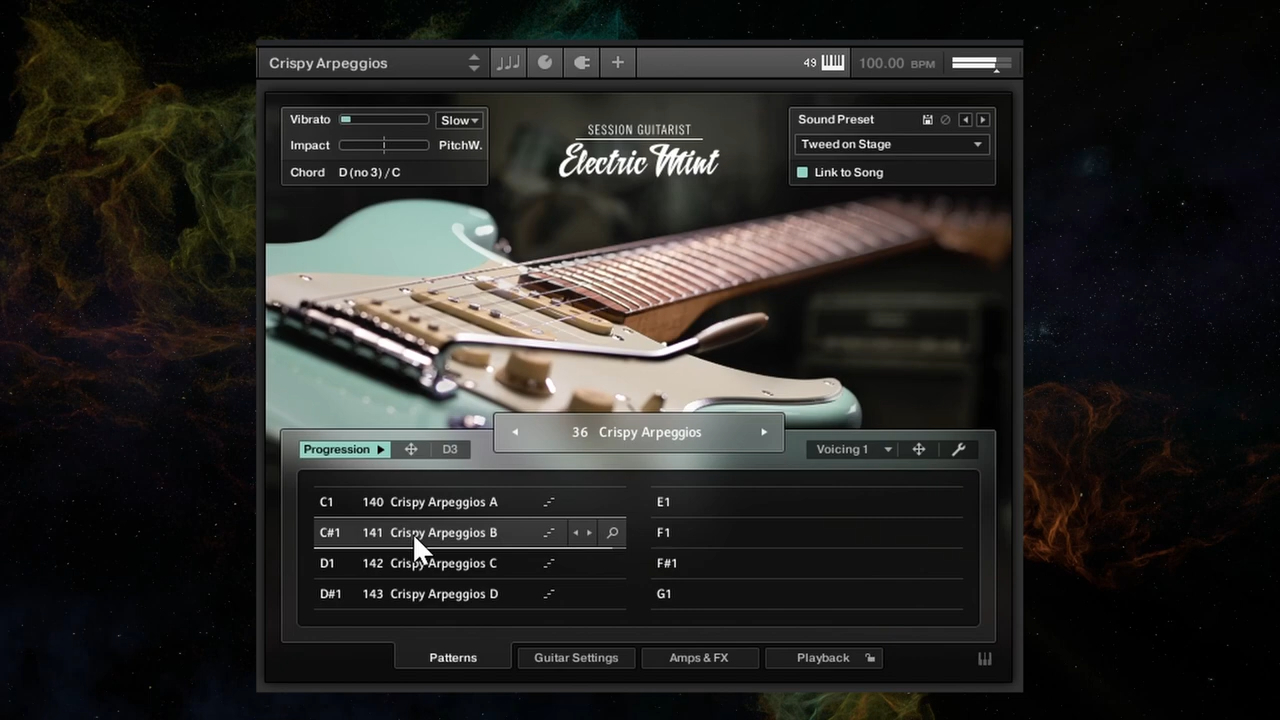 Crispy Arpeggios
49
100.00 BPM
Vibrato
Slow
Impact
PitchW.
Chord D (no 3) / C
SESSION GUITARIST
Electric Mint
Sound Preset
Tweed on Stage
Link to Song
36 Crispy Arpeggios
Progression
D3
Voicing 1
C1 140 Crispy Arpeggios A
E1
C#1 141 Crispy Arpeggios B
F1
D1 142 Crispy Arpeggios C
F#1
D#1 143 Crispy Arpeggios D
G1
Patterns
Guitar Settings
Amps & FX
Playback